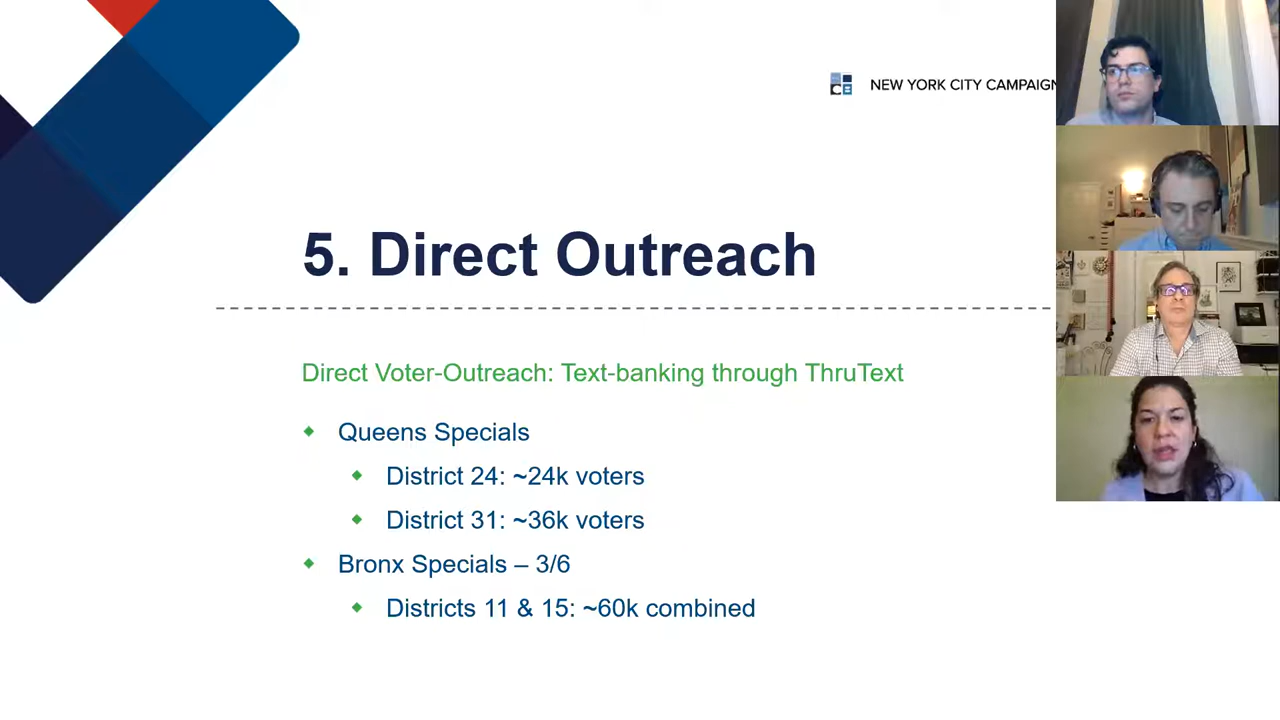 NEW YORK CITY CAMPAIGN
5. Direct Outreach
Direct Voter-Outreach: Text-banking through ThruText
Queens Specials
District 24: ~24k voters
District 31: ~36k voters
Bronx Specials – 3/6
Districts 11 & 15: ~60k combined